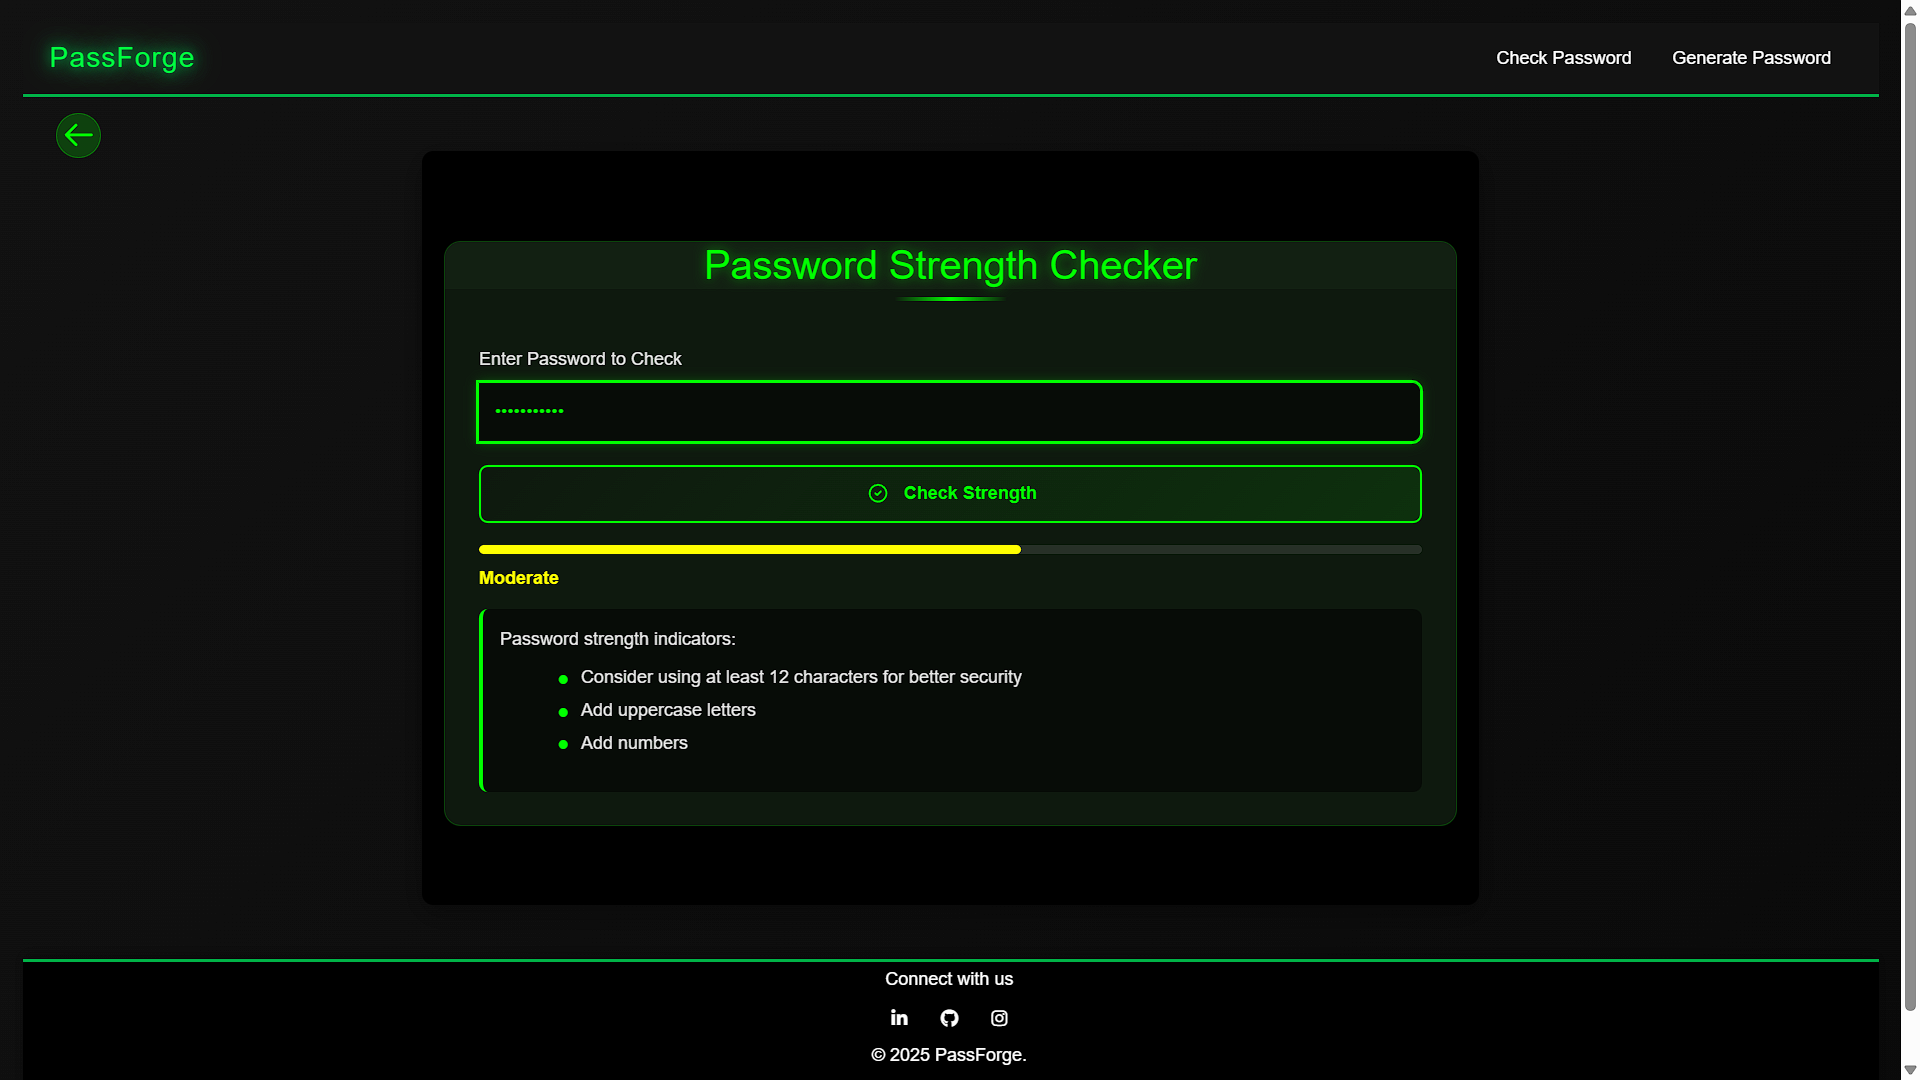 PassForge
Check Password
Generate Password
Password Strength Checker
Enter Password to Check
•••••••••••
Check Strength
Moderate
Password strength indicators:
Consider using at least 12 characters for better security
Add uppercase letters
Add numbers
Connect with us
© 2025 PassForge.